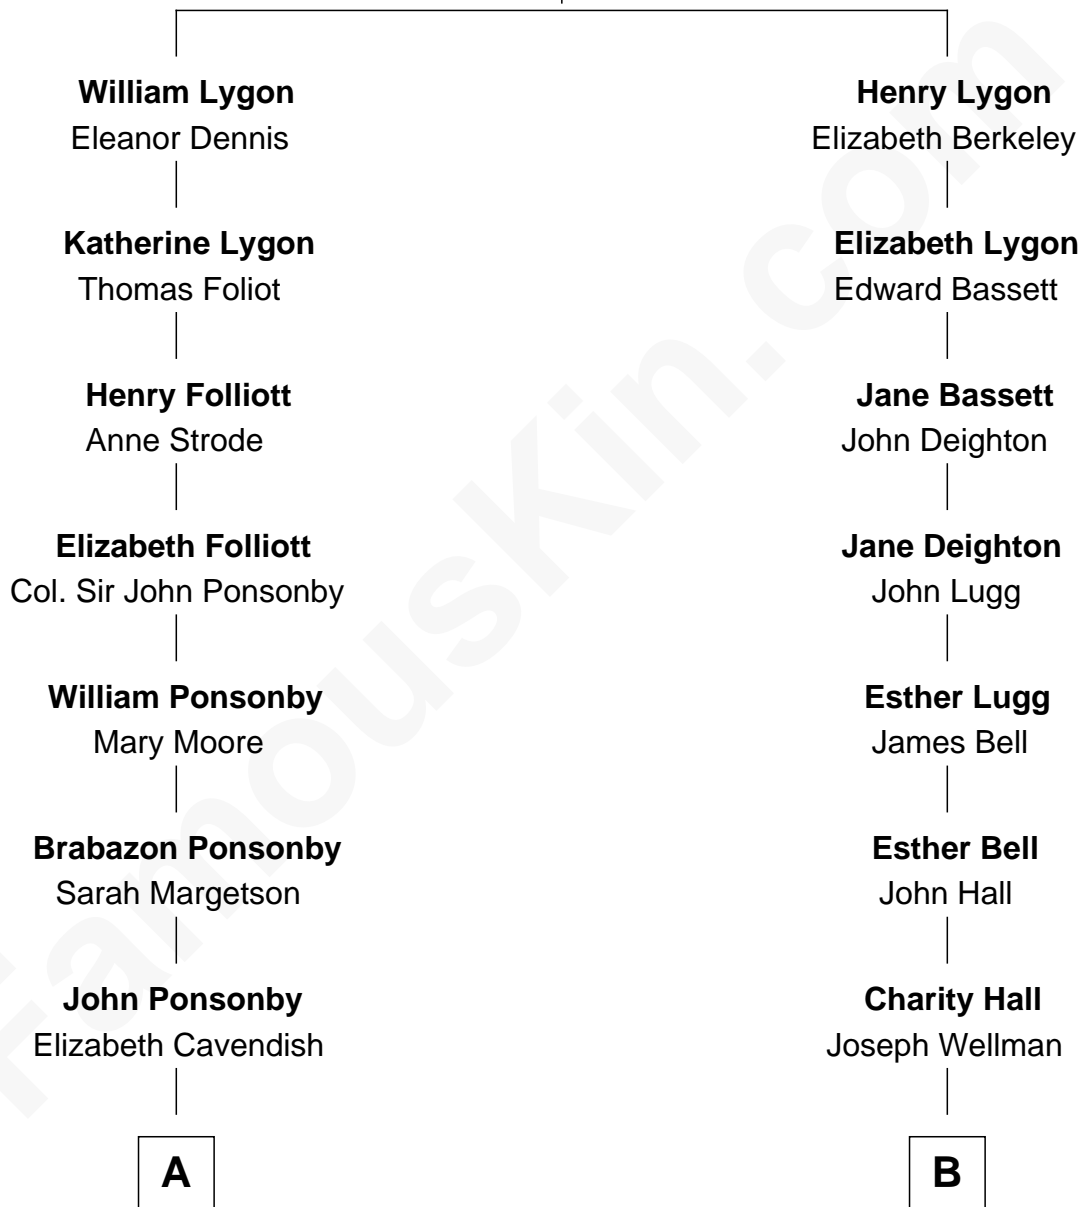 William Lygon
Eleanor Dennis
Katherine Lygon
Thomas Foliot
Henry Folliott
Anne Strode
Elizabeth Folliott
Col. Sir John Ponsonby
William Ponsonby
Mary Moore
Brabazon Ponsonby
Sarah Margetson
John Ponsonby
Elizabeth Cavendish
A
Henry Lygon
Elizabeth Berkeley
Elizabeth Lygon
Edward Bassett
Jane Bassett
John Deighton
Jane Deighton
John Lugg
Esther Lugg
James Bell
Esther Bell
John Hall
Charity Hall
Joseph Wellman
B
FamousKin.com